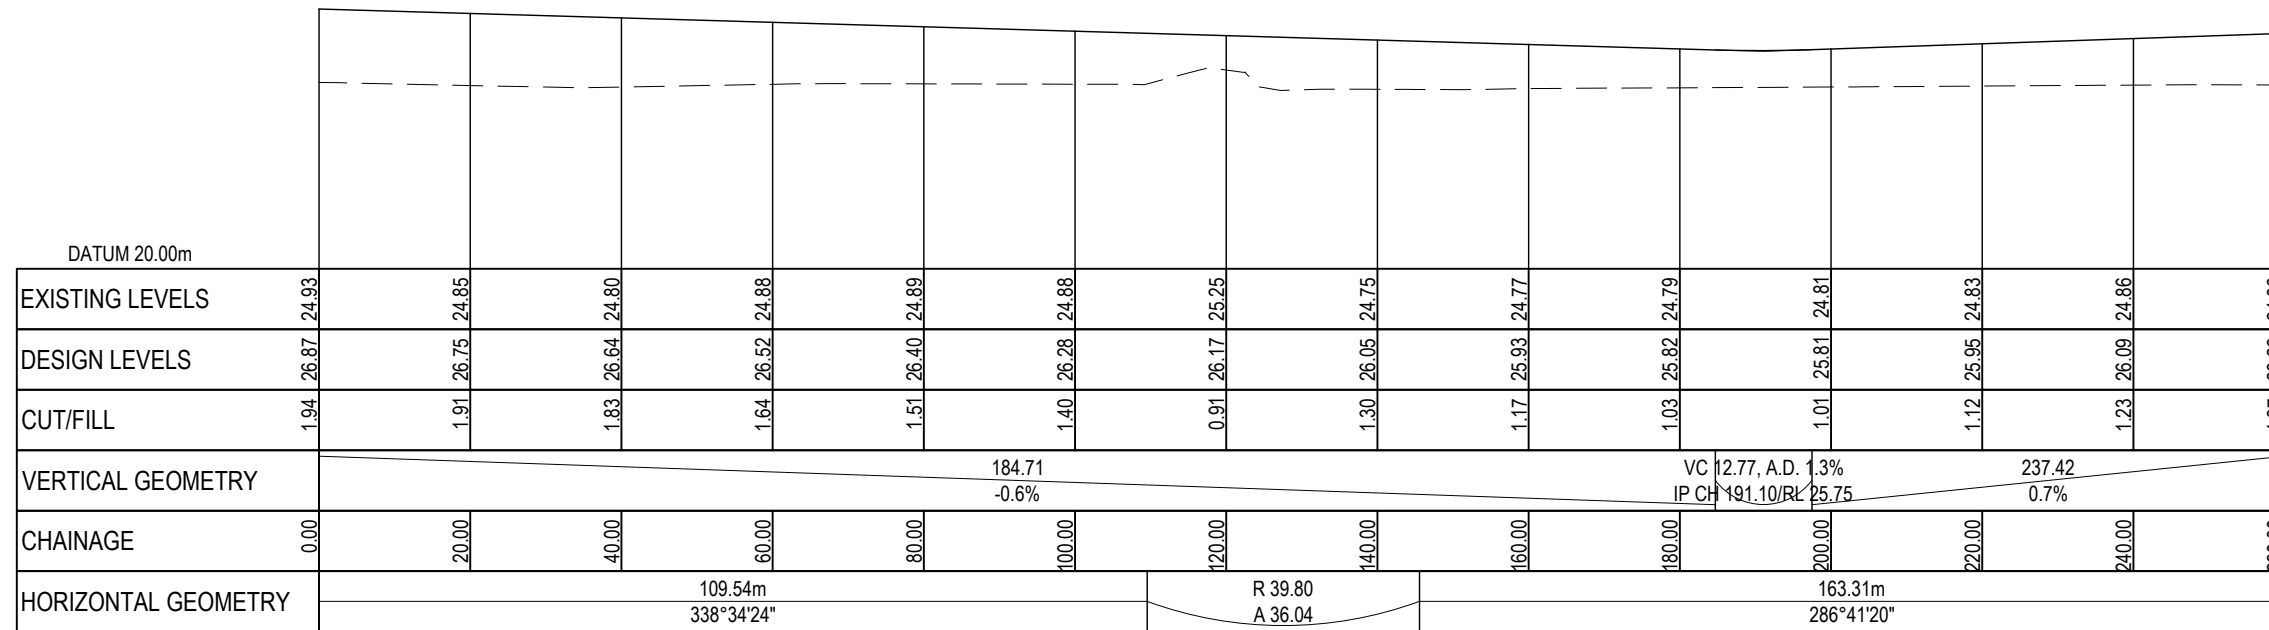 DATUM 20.00m
EXISTING LEVELS 24.93 24.85 24.80 24.88 24.89 24.88 25.25 24.75 24.77 24.79 24.81 24.83 24.86
DESIGN LEVELS 26.87 26.75 26.64 26.52 26.40 26.28 26.17 26.05 25.93 25.82 25.81 25.95 26.09
CUT/FILL 1.94 1.91 1.83 1.64 1.51 1.40 0.91 1.30 1.17 1.03 1.01 1.12 1.23
VERTICAL GEOMETRY
184.71
-0.6%
VC 12.77, A.D. 1.3%
IP CH 191.10/RL 25.75
237.42
0.7%
CHAINAGE 0.00 20.00 40.00 60.00 80.00 100.00 120.00 140.00 160.00 180.00 200.00 220.00 240.00
HORIZONTAL GEOMETRY
109.54m
338°34'24"
R 39.80
A 36.04
163.31m
286°41'20"